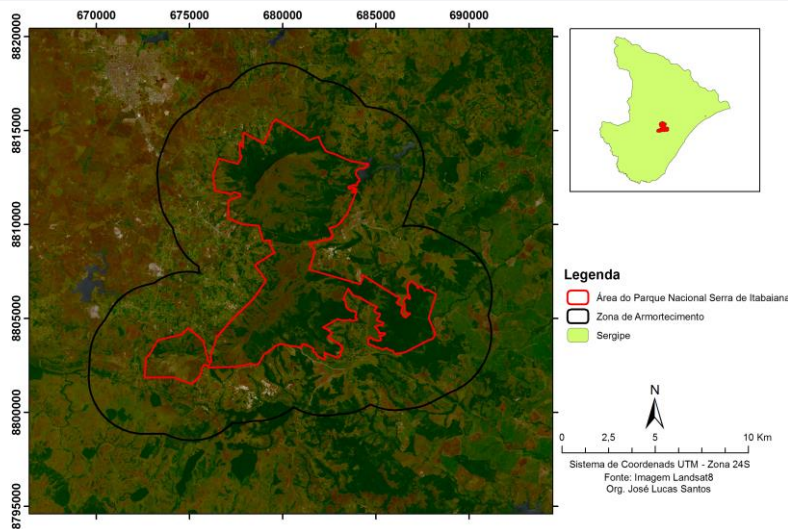 670000 675000 680000 685000 690000
8820000
8815000
8810000
8805000
8800000
8795000
Legenda
Área do Parque Nacional Serra de Itabaiana
Zona de Armortecimento
Sergipe
N
0 2,5 5 10 Km
Sistema de Coordenads UTM - Zona 24S
Fonte: Imagem Landsat8
Org. José Lucas Santos